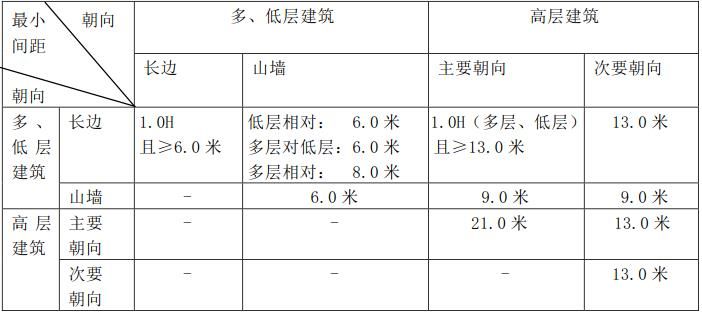 最小 朝向 多、低层建筑 高层建筑
间距
朝向 长边 山墙 主要朝向 次要朝向
多、低层建筑 长边 1.0H 低层相对： 6.0米 1.0H（多层、低层） 13.0米
且≥6.0米 多层对低层：6.0米 且≥13.0米
多层相对： 8.0米
山墙 － 6.0米 9.0米 9.0米
高层建筑 主要朝向 － － 21.0米 13.0米
次要朝向 － － － 13.0米